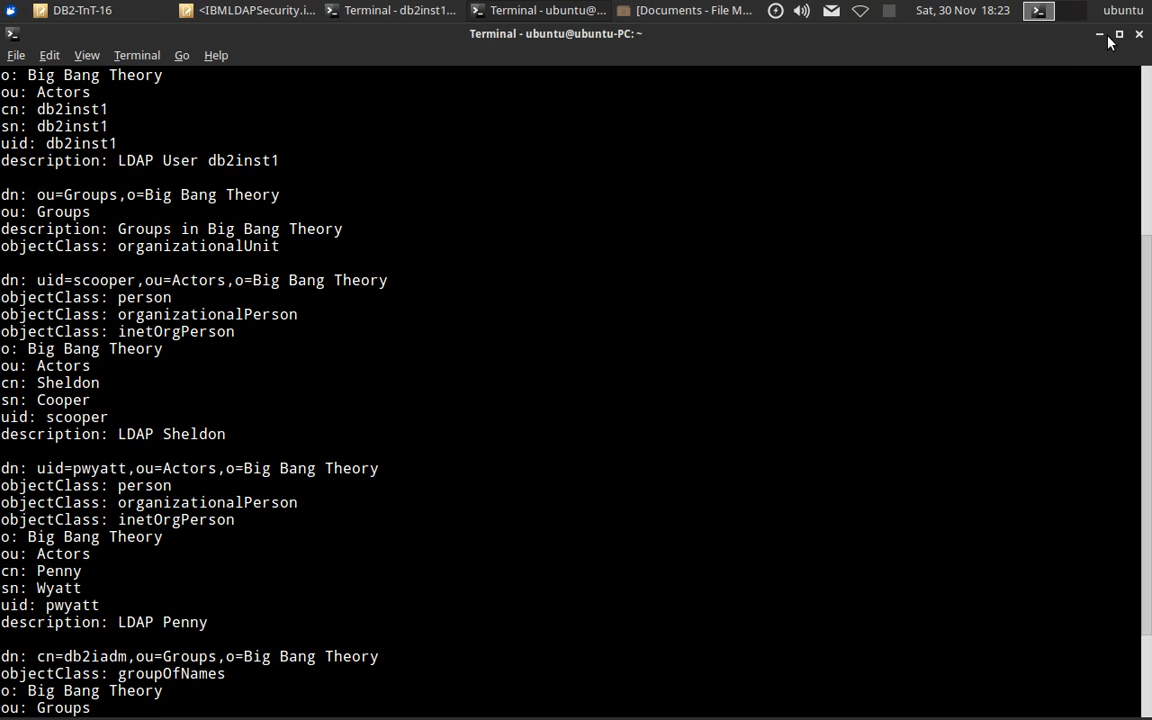 DB2-TnT-16
<IBMLDAPSecurity.i...
Terminal - db2inst1...
Terminal - ubuntu@...
[Documents - File M...
Sat, 30 Nov 18:23
ubuntu
Terminal - ubuntu@ubuntu-PC: ~
File Edit View Terminal Go Help
o: Big Bang Theory
ou: Actors
cn: db2inst1
sn: db2inst1
uid: db2inst1
description: LDAP User db2inst1
dn: ou=Groups,o=Big Bang Theory
ou: Groups
description: Groups in Big Bang Theory
objectClass: organizationalUnit
dn: uid=scooper,ou=Actors,o=Big Bang Theory
objectClass: person
objectClass: organizationalPerson
objectClass: inetOrgPerson
o: Big Bang Theory
ou: Actors
cn: Sheldon
sn: Cooper
uid: scooper
description: LDAP Sheldon
dn: uid=pwyatt,ou=Actors,o=Big Bang Theory
objectClass: person
objectClass: organizationalPerson
objectClass: inetOrgPerson
o: Big Bang Theory
ou: Actors
cn: Penny
sn: Wyatt
uid: pwyatt
description: LDAP Penny
dn: cn=db2iadm,ou=Groups,o=Big Bang Theory
objectClass: groupOfNames
o: Big Bang Theory
ou: Groups